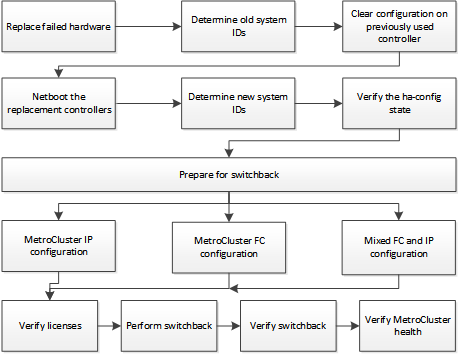 Replace failed hardware
Determine old system
IDs
Clear configuration on
previously used
controller
Netboot the
replacement controllers
Determine new system
IDs
Verify the ha-config
state
Prepare for switchback
MetroCluster IP
configuration
MetroCluster FC
configuration
Mixed FC and IP
configuration
Verify licenses
Perform switchback
Verify switchback
Verify MetroCluster
health